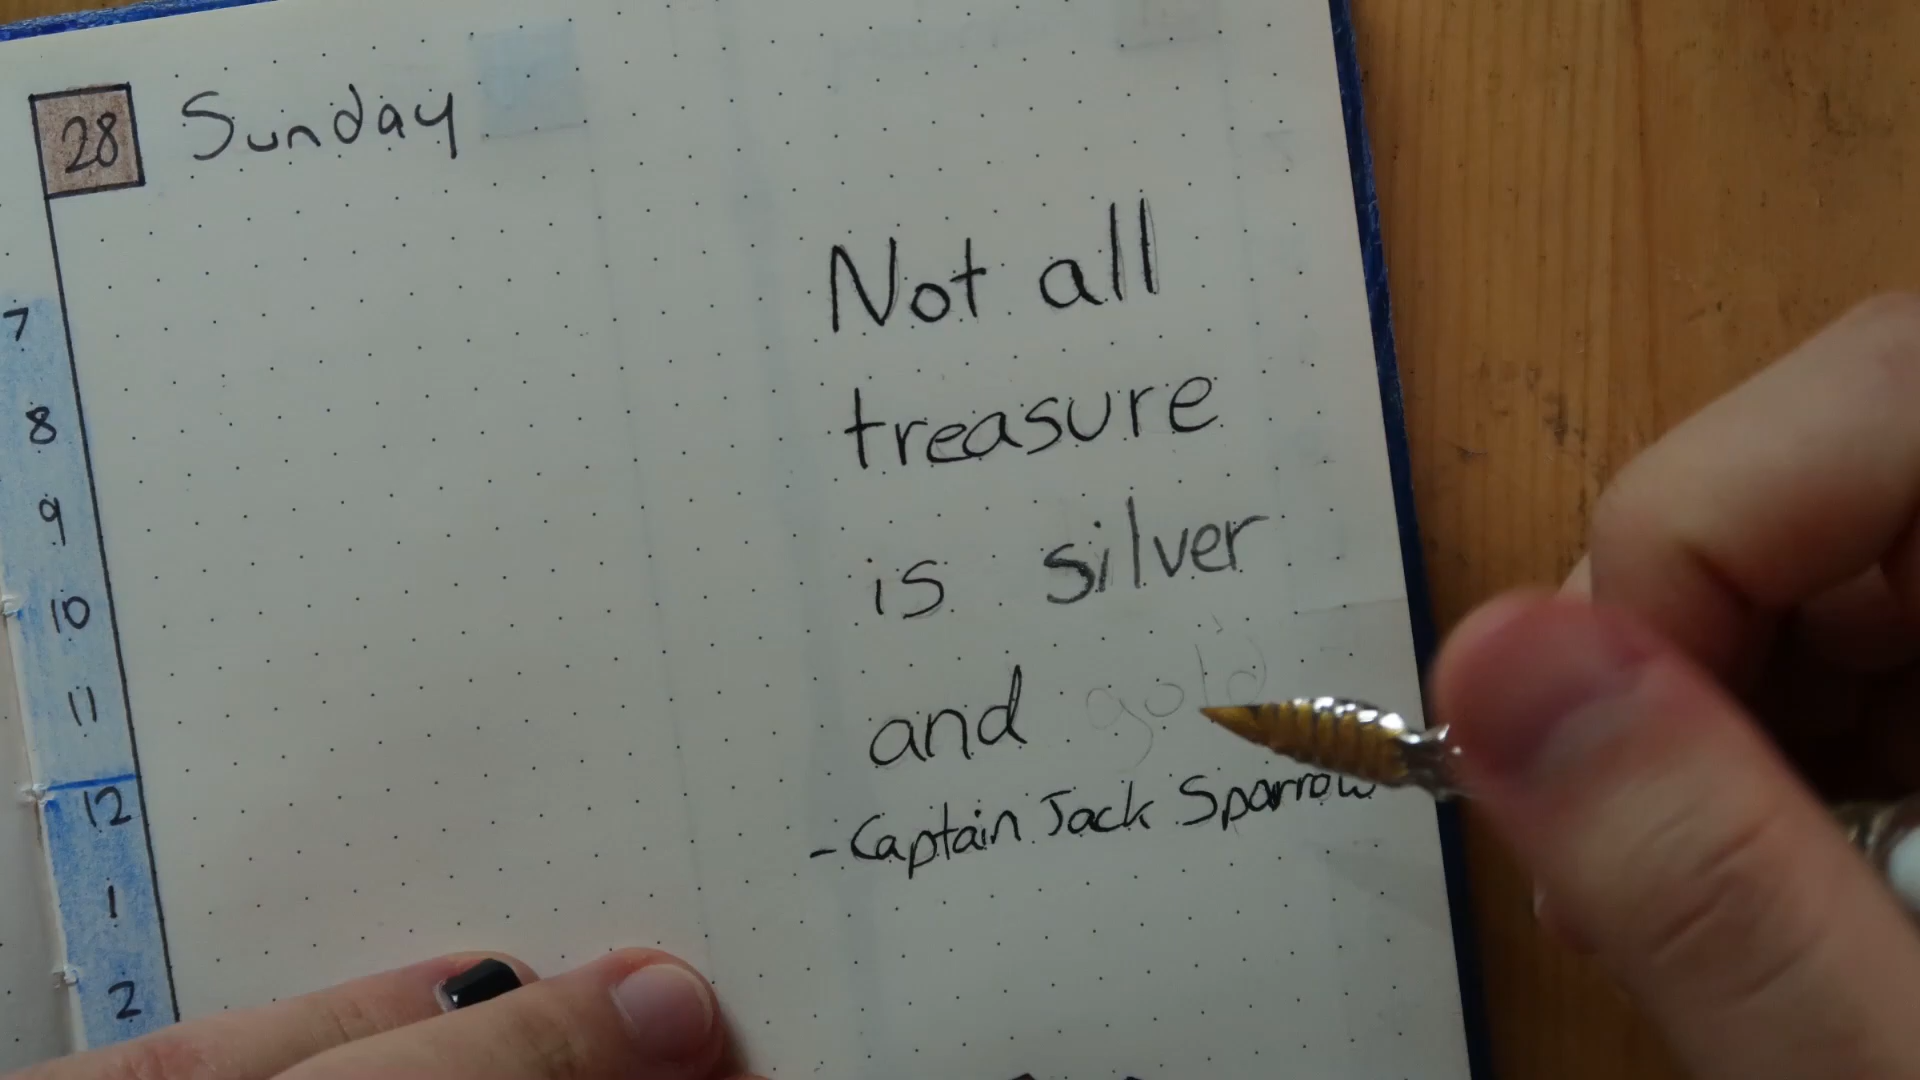 28 Sunday
7
8
9
10
11
12
1
2
Not all
treasure
is silver
and gold
-Captain Jack Sparrow